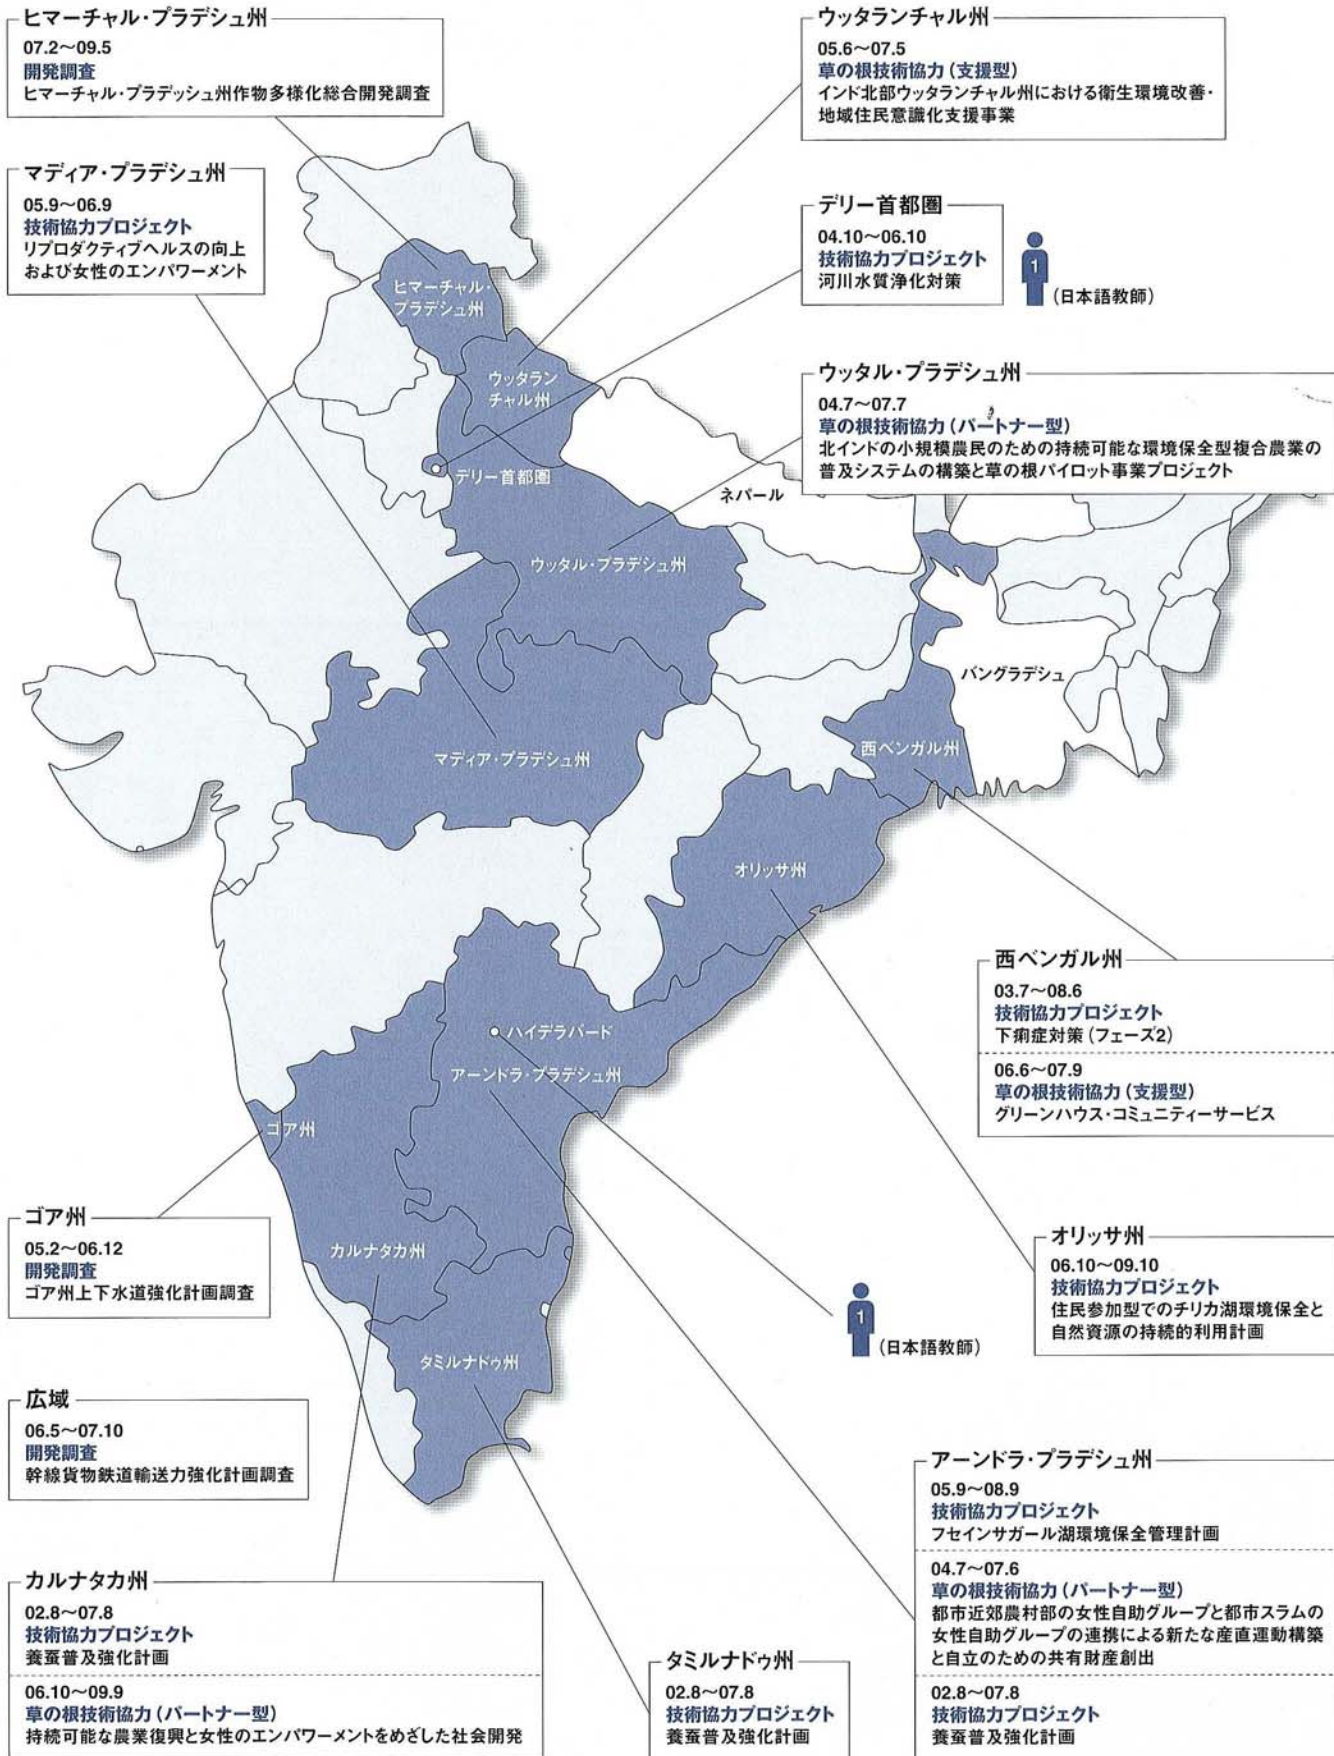 ヒマーチャル・プラデシュ州
07.2〜09.5
開発調査
ヒマーチャル・プラデッシュ州作物多様化総合開発調査
ウッタランチャル州
05.6〜07.5
草の根技術協力（支援型）
インド北部ウッタランチャル州における衛生環境改善・
地域住民意識化支援事業
マディア・プラデシュ州
05.9〜06.9
技術協力プロジェクト
リプロダクティブヘルスの向上
および女性のエンパワーメント
デリー首都圏
04.10〜06.10
技術協力プロジェクト
河川水質浄化対策
1
（日本語教師）
ウッタル・プラデシュ州
04.7〜07.7
草の根技術協力（パートナー型）
北インドの小規模農民のための持続可能な環境保全型複合農業の
普及システムの構築と草の根パイロット事業プロジェクト
ヒマーチャル・
プラデシュ州
ウッタラン
チャル州
デリー首都圏
ネパール
ウッタル・プラデシュ州
バングラデシュ
マディア・プラデシュ州
西ベンガル州
オリッサ州
ハイデラバード
アーンドラ・プラデシュ州
ゴア州
カルナタカ州
タミルナドゥ州
西ベンガル州
03.7〜08.6
技術協力プロジェクト
下痢症対策（フェーズ2）
06.6〜07.9
草の根技術協力（支援型）
グリーンハウス・コミュニティーサービス
ゴア州
05.2〜06.12
開発調査
ゴア州上下水道強化計画調査
オリッサ州
06.10〜09.10
技術協力プロジェクト
住民参加型でのチリカ湖環境保全と
自然資源の持続的利用計画
1
（日本語教師）
広域
06.5〜07.10
開発調査
幹線貨物鉄道輸送力強化計画調査
アーンドラ・プラデシュ州
05.9〜08.9
技術協力プロジェクト
フセインサガール湖環境保全管理計画
04.7〜07.6
草の根技術協力（パートナー型）
都市近郊農村部の女性自助グループと都市スラムの
女性自助グループの連携による新たな産直運動構築
と自立のための共有財産創出
02.8〜07.8
技術協力プロジェクト
養蚕普及強化計画
カルナタカ州
02.8〜07.8
技術協力プロジェクト
養蚕普及強化計画
06.10〜09.9
草の根技術協力（パートナー型）
持続可能な農業復興と女性のエンパワーメントをめざした社会開発
タミルナドゥ州
02.8〜07.8
技術協力プロジェクト
養蚕普及強化計画